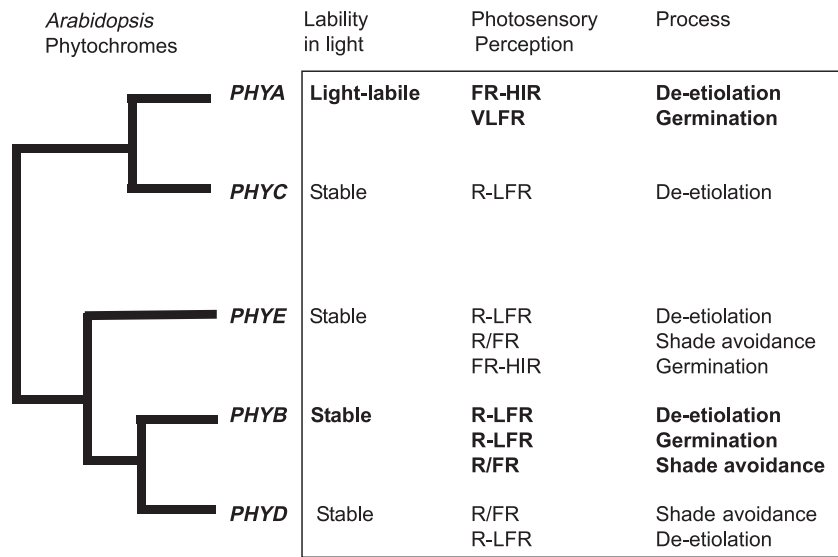 Arabidopsis Lability Photosensory Process
Phytochromes in light Perception
PHYA Light-labile FR-HIR De-etiolation
VLFR Germination
PHYC Stable R-LFR De-etiolation
PHYE Stable R-LFR De-etiolation
R/FR Shade avoidance
FR-HIR Germination
PHYB Stable R-LFR De-etiolation
R-LFR Germination
R/FR Shade avoidance
PHYD Stable R/FR Shade avoidance
R-LFR De-etiolation